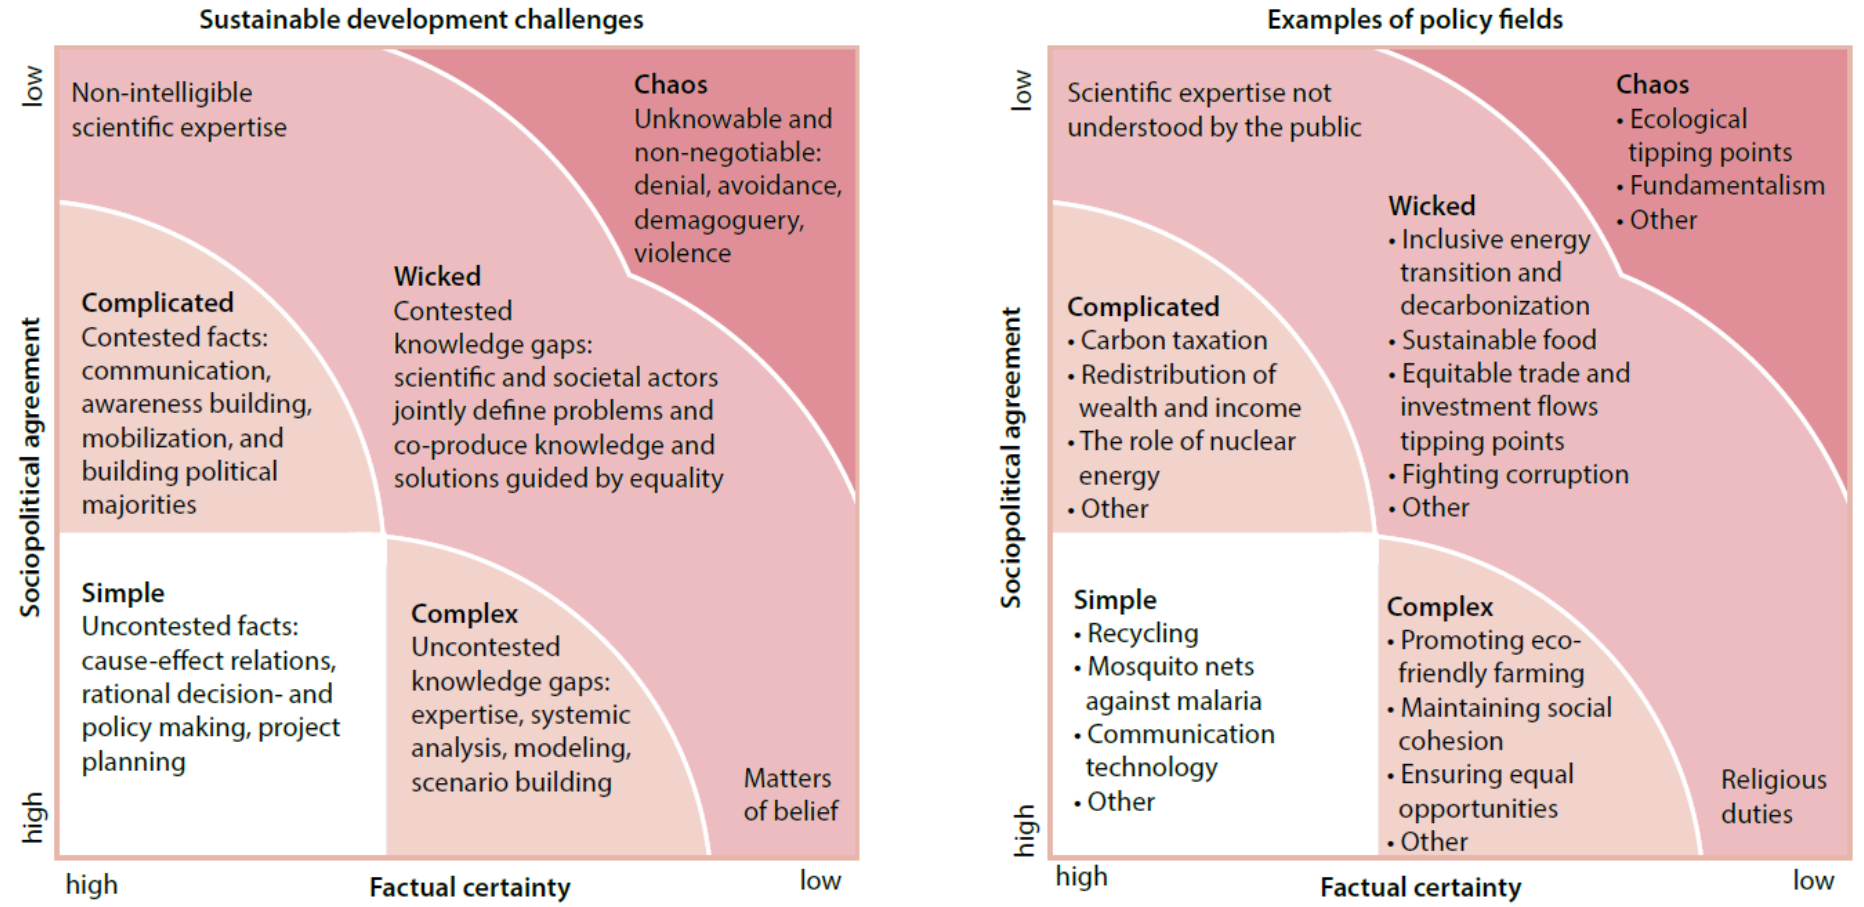 Sustainable development challenges
low
Non-intelligible
scientific expertise
Chaos
Unknowable and
non-negotiable:
denial, avoidance,
demagoguery,
violence
Wicked
Contested
knowledge gaps:
scientific and societal actors
jointly define problems and
co-produce knowledge and
solutions guided by equality
Complicated
Contested facts:
communication,
awareness building,
mobilization, and
building political
majorities
Sociopolitical agreement
Simple
Uncontested facts:
cause-effect relations,
rational decision- and
policy making, project
planning
Complex
Uncontested
knowledge gaps:
expertise, systemic
analysis, modeling,
scenario building
Matters
of belief
high
high
Factual certainty
low
Examples of policy fields
low
Scientific expertise not
understood by the public
Chaos
• Ecological
tipping points
• Fundamentalism
• Other
Wicked
• Inclusive energy
transition and
decarbonization
• Sustainable food
• Equitable trade and
investment flows
tipping points
• Fighting corruption
• Other
Complicated
• Carbon taxation
• Redistribution of
wealth and income
• The role of nuclear
energy
• Other
Sociopolitical agreement
Simple
• Recycling
• Mosquito nets
against malaria
• Communication
technology
• Other
Complex
• Promoting eco-
friendly farming
• Maintaining social
cohesion
• Ensuring equal
opportunities
• Other
Religious
duties
high
high
Factual certainty
low